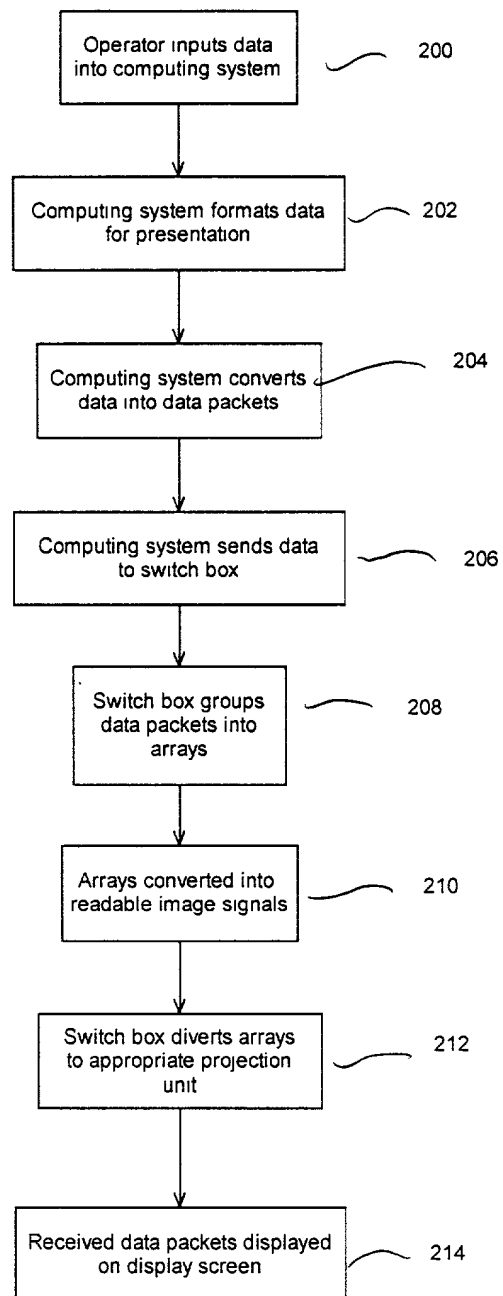 Operator inputs data
into computing system
200
Computing system formats data
for presentation
202
Computing system converts
data into data packets
204
Computing system sends data
to switch box
206
Switch box groups
data packets into
arrays
208
Arrays converted into
readable image signals
210
Switch box diverts arrays
to appropriate projection
unit
212
Received data packets displayed
on display screen
214